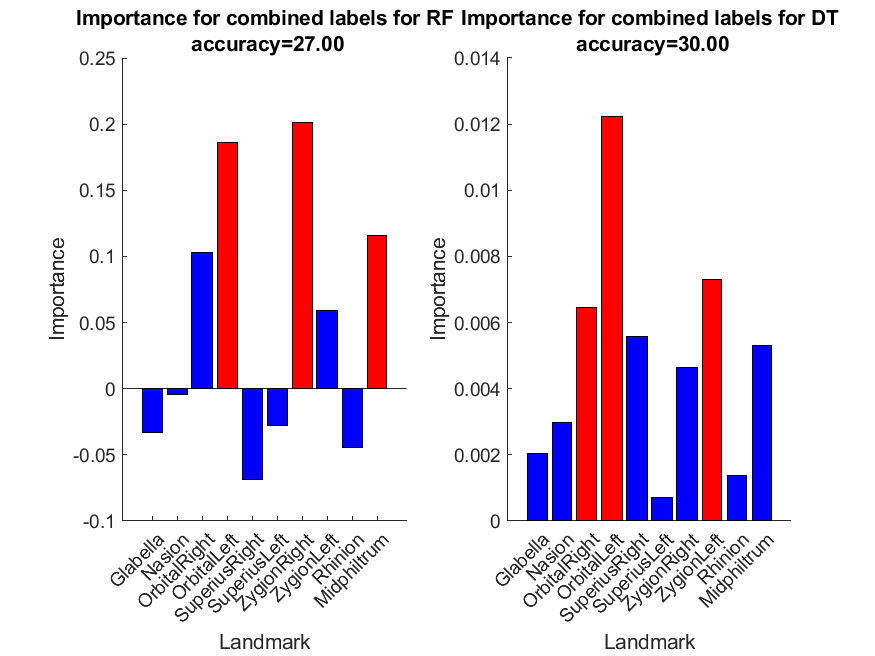 Importance for combined labels for RF
accuracy=27.00
0.25
0.2
0.15
0.1
0.05
0
-0.05
-0.1
Importance
Glabella
Nasion
OrbitalRight
OrbitalLeft
SuperiusRight
SuperiusLeft
ZygionRight
ZygionLeft
Rhinion
Midphiltrum
Landmark
Importance for combined labels for DT
accuracy=30.00
0.014
0.012
0.01
0.008
0.006
0.004
0.002
0
Importance
Glabella
Nasion
OrbitalRight
OrbitalLeft
SuperiusRight
SuperiusLeft
ZygionRight
ZygionLeft
Rhinion
Midphiltrum
Landmark